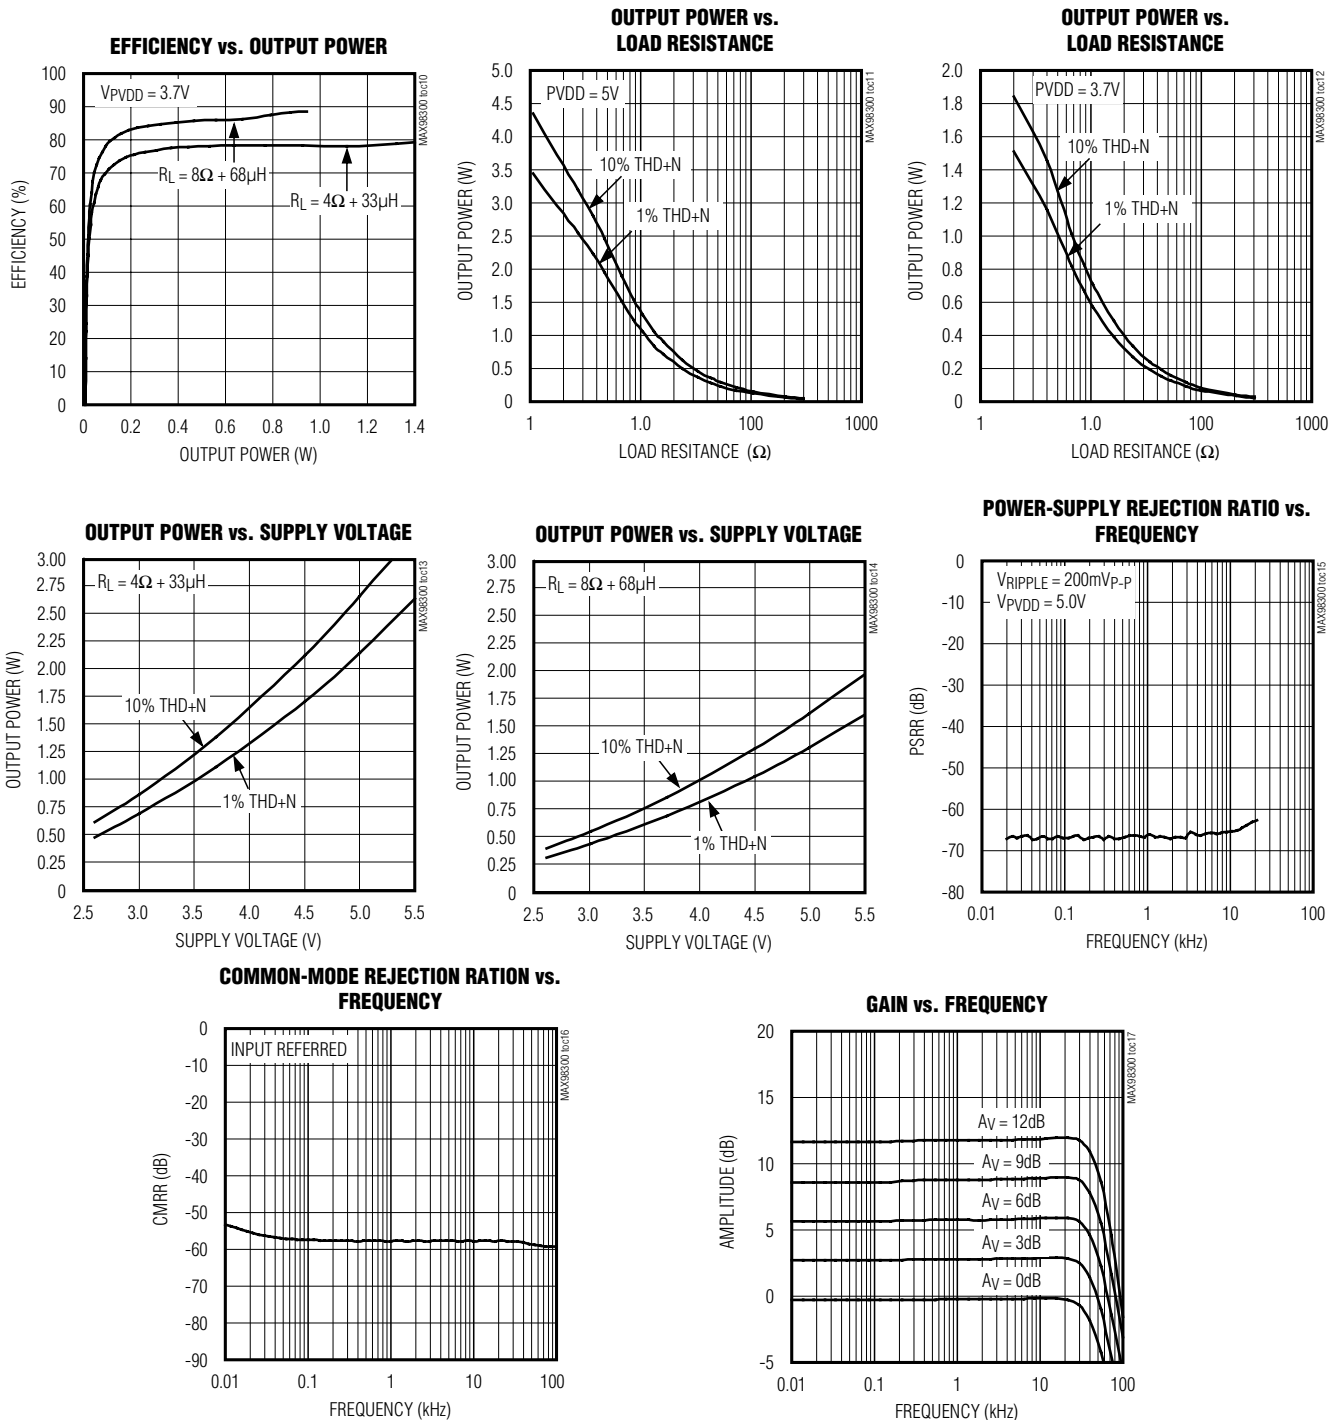 EFFICIENCY vs. OUTPUT POWER
100
90
80
70
60
50
40
30
20
10
0
EFFICIENCY (%)
VPVDD = 3.7V
RL = 8Ω + 68µH
RL = 4Ω + 33µH
0 0.2 0.4 0.6 0.8 1.0 1.2 1.4
OUTPUT POWER (W)
MAX98300 toc10
OUTPUT POWER vs.
LOAD RESISTANCE
5.0
4.5
4.0
3.5
3.0
2.5
2.0
1.5
1.0
0.5
0
OUTPUT POWER (W)
PVDD = 5V
10% THD+N
1% THD+N
1 1.0 100 1000
LOAD RESITANCE (Ω)
MAX98300 toc11
OUTPUT POWER vs.
LOAD RESISTANCE
2.0
1.8
1.6
1.4
1.2
1.0
0.8
0.6
0.4
0.2
0
OUTPUT POWER (W)
PVDD = 3.7V
10% THD+N
1% THD+N
1 1.0 100 1000
LOAD RESITANCE (Ω)
MAX98300 toc12
OUTPUT POWER vs. SUPPLY VOLTAGE
3.00
2.75
2.50
2.25
2.00
1.75
1.50
1.25
1.00
0.75
0.50
0.25
0
OUTPUT POWER (W)
RL = 4Ω + 33µH
10% THD+N
1% THD+N
2.5 3.0 3.5 4.0 4.5 5.0 5.5
SUPPLY VOLTAGE (V)
MAX98300 toc13
OUTPUT POWER vs. SUPPLY VOLTAGE
3.00
2.75
2.50
2.25
2.00
1.75
1.50
1.25
1.00
0.75
0.50
0.25
0
OUTPUT POWER (W)
RL = 8Ω + 68µH
10% THD+N
1% THD+N
2.5 3.0 3.5 4.0 4.5 5.0 5.5
SUPPLY VOLTAGE (V)
MAX98300 toc14
POWER-SUPPLY REJECTION RATIO vs.
FREQUENCY
0
-10
-20
-30
-40
-50
-60
-70
-80
PSRR (dB)
VRIPPLE = 200mVP-P
VPVDD = 5.0V
0.01 0.1 1 10 100
FREQUENCY (kHz)
MAX98300 toc15
COMMON-MODE REJECTION RATION vs.
FREQUENCY
0
-10
-20
-30
-40
-50
-60
-70
-80
-90
CMRR (dB)
INPUT REFERRED
0.01 0.1 1 10 100
FREQUENCY (kHz)
MAX98300 toc16
GAIN vs. FREQUENCY
20
15
10
5
0
-5
AMPLITUDE (dB)
AV = 12dB
AV = 9dB
AV = 6dB
AV = 3dB
AV = 0dB
0.01 0.1 1 10 100
FREQUENCY (kHz)
MAX98300 toc17